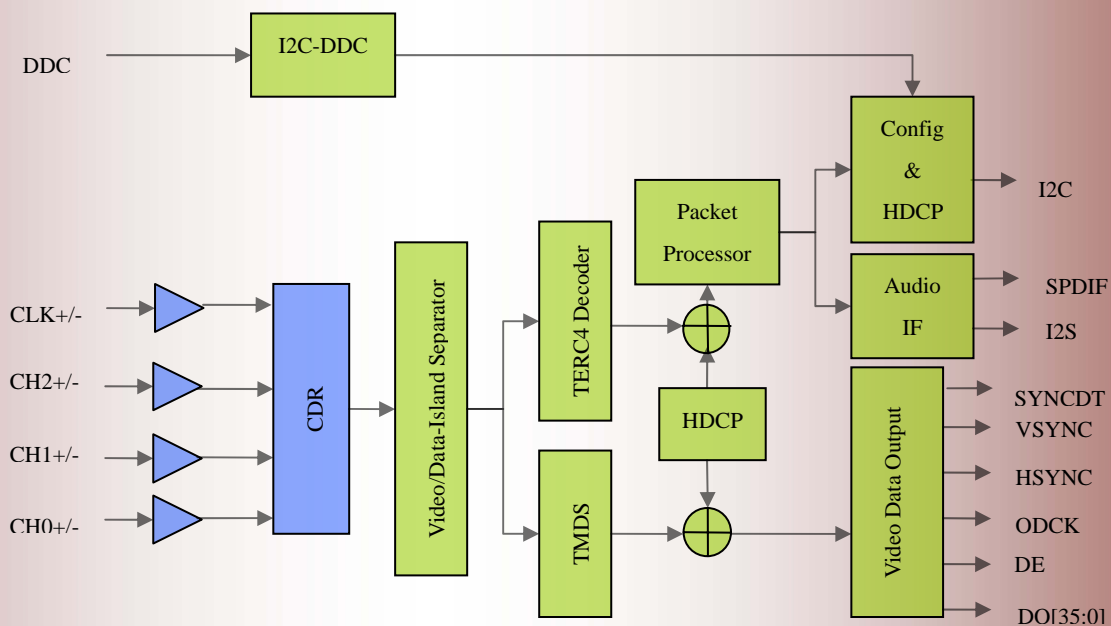 DDC
I2C-DDC
Config
&
HDCP
I2C
Packet
Processor
Audio
IF
SPDIF
I2S
CLK+/-
CH2+/-
CH1+/-
CH0+/-
CDR
Video/Data-Island Separator
TERC4 Decoder
TMDS
HDCP
Video Data Output
SYNCDT
VSYNC
HSYNC
ODCK
DE
DO[35:0]